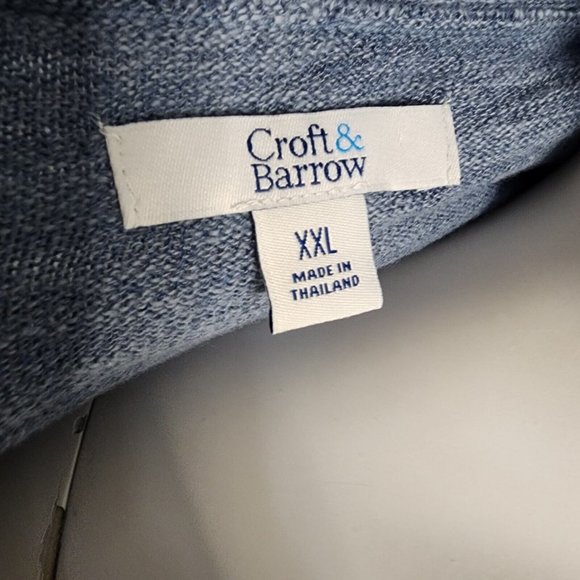 Croft&
Barrow
XXL
MADE IN
THAILAND